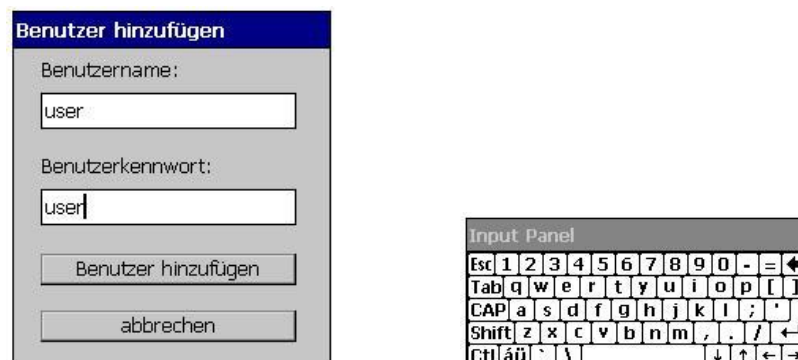 Benutzer hinzufügen
Benutzername:
user
Benutzerkennwort:
user
Benutzer hinzufügen
abbrechen
Input Panel
Esc 1 2 3 4 5 6 7 8 9 0 - =
Tab q w e r t y u i o p [ ]
CAP a s d f g h j k l ; '
Shift z x c v b n m , . /
Ctl áü ` \ ↓ ↑ ← →